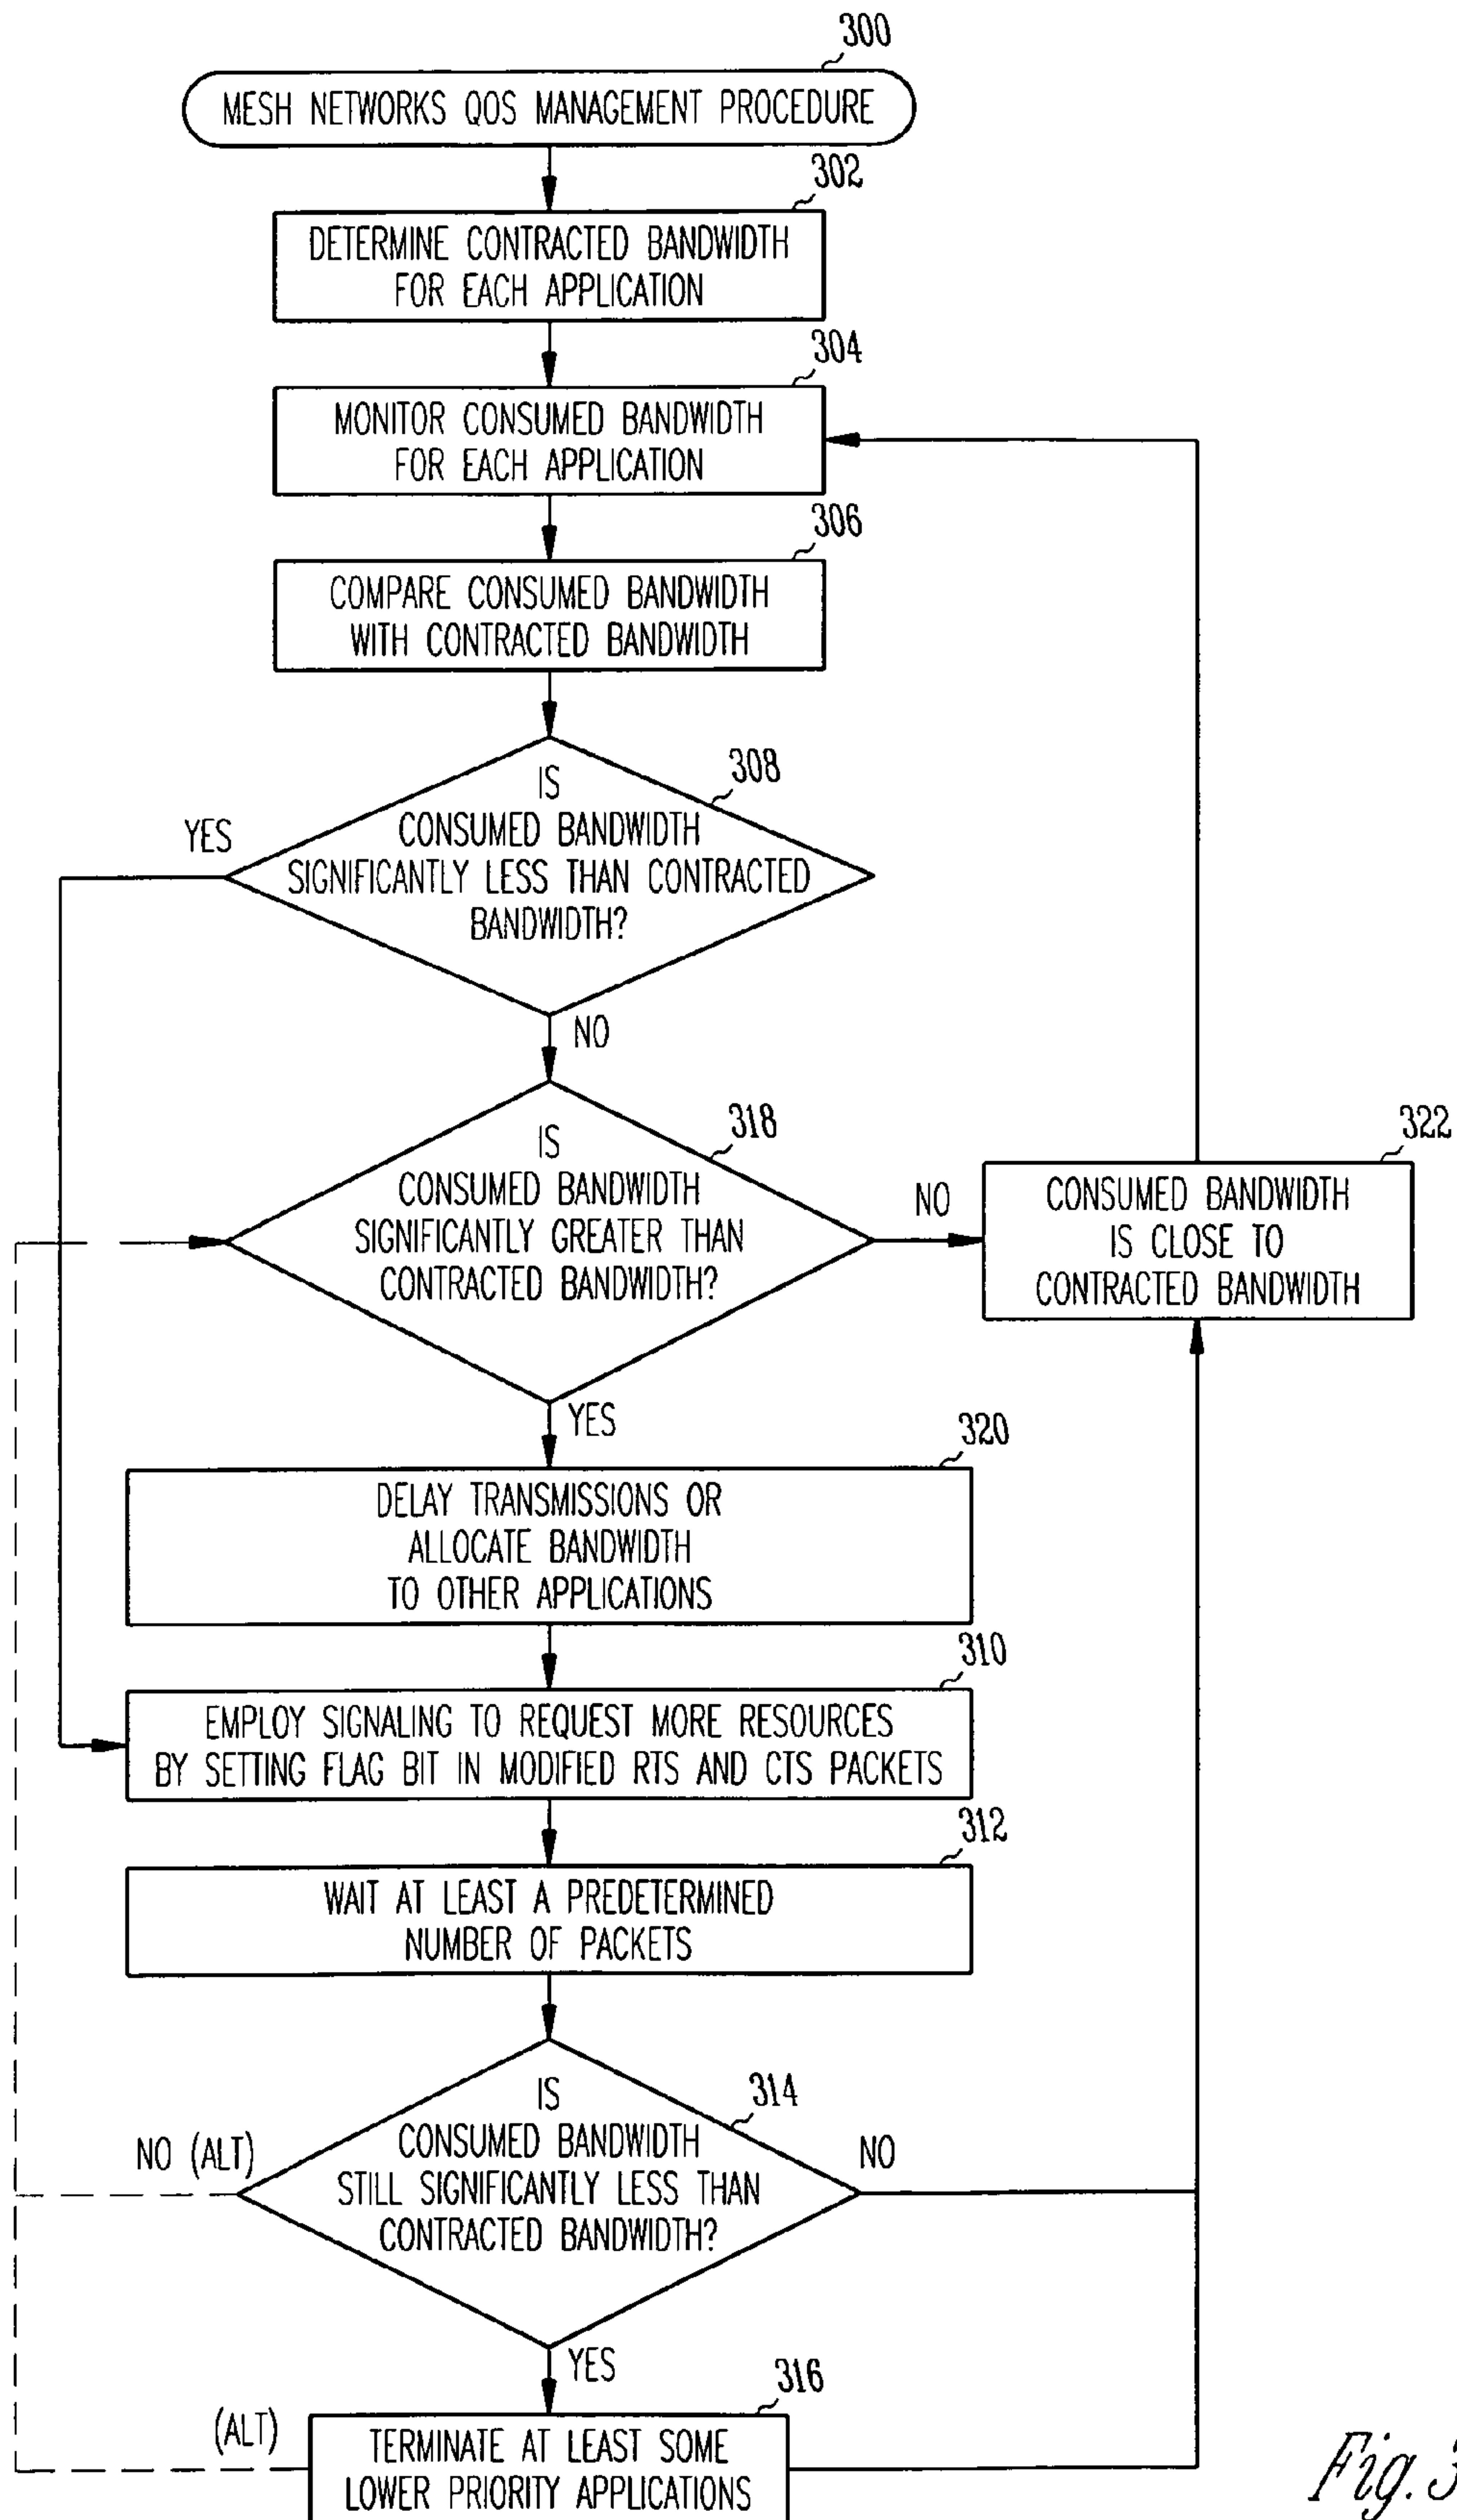 300
MESH NETWORKS QOS MANAGEMENT PROCEDURE
302
DETERMINE CONTRACTED BANDWIDTH
FOR EACH APPLICATION
304
MONITOR CONSUMED BANDWIDTH
FOR EACH APPLICATION
306
COMPARE CONSUMED BANDWIDTH
WITH CONTRACTED BANDWIDTH
308
IS
CONSUMED BANDWIDTH
SIGNIFICANTLY LESS THAN CONTRACTED
BANDWIDTH?
YES
NO
318
IS
CONSUMED BANDWIDTH
SIGNIFICANTLY GREATER THAN
CONTRACTED BANDWIDTH?
NO
322
CONSUMED BANDWIDTH
IS CLOSE TO
CONTRACTED BANDWIDTH
YES
320
DELAY TRANSMISSIONS OR
ALLOCATE BANDWIDTH
TO OTHER APPLICATIONS
310
EMPLOY SIGNALING TO REQUEST MORE RESOURCES
BY SETTING FLAG BIT IN MODIFIED RTS AND CTS PACKETS
312
WAIT AT LEAST A PREDETERMINED
NUMBER OF PACKETS
314
IS
CONSUMED BANDWIDTH
STILL SIGNIFICANTLY LESS THAN
CONTRACTED BANDWIDTH?
NO (ALT)
NO
YES
316
(ALT)
TERMINATE AT LEAST SOME
LOWER PRIORITY APPLICATIONS
Fig. 3